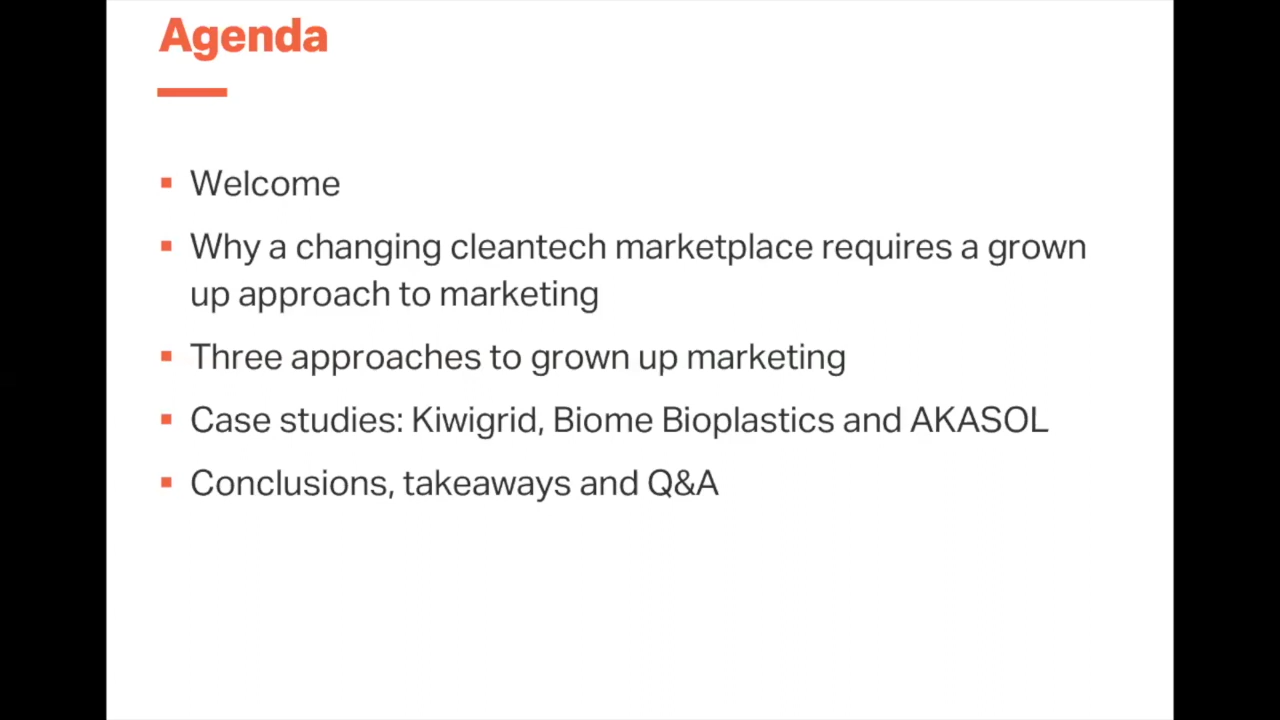 Agenda
Welcome
Why a changing cleantech marketplace requires a grown
up approach to marketing
Three approaches to grown up marketing
Case studies: Kiwigrid, Biome Bioplastics and AKASOL
Conclusions, takeaways and Q&A